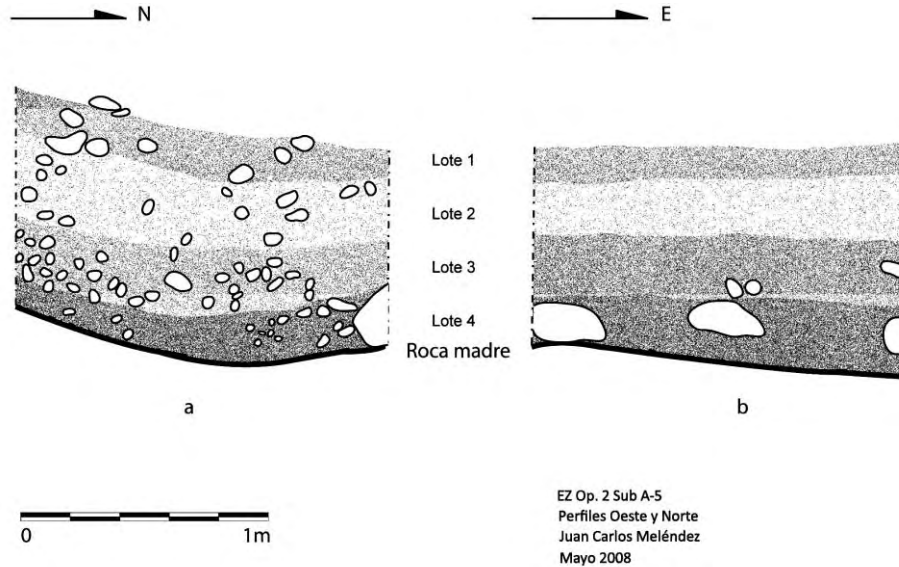 N
E
Lote 1
Lote 2
Lote 3
Lote 4
Roca madre
a
b
0
1m
EZ Op. 2 Sub A-5
Perfiles Oeste y Norte
Juan Carlos Meléndez
Mayo 2008